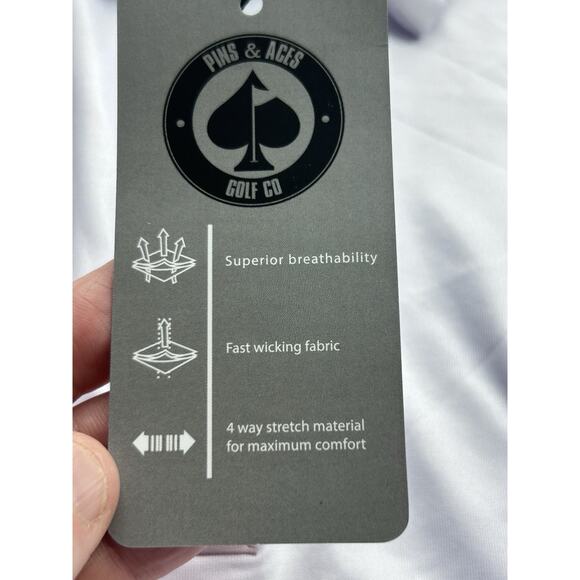 PINS & ACES
GOLF CO
Superior breathability
Fast wicking fabric
4 way stretch material
for maximum comfort